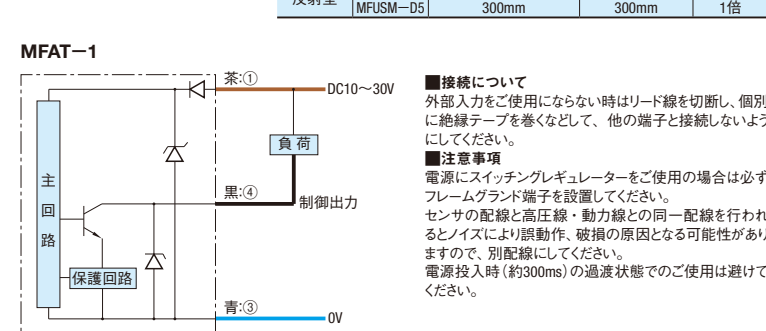 MFUSM－D5 300mm 300mm 1倍
MFAT－1
茶:①
DC10～30V
負 荷
黒:④
制御出力
主
回
路
保護回路
青:③
0V
■接続について
外部入力をご使用にならない時はリード線を切断し、個別
に絶縁テープを巻くなどして、他の端子と接続しないよう
にしてください。
■注意事項
電源にスイッチングレギュレーターをご使用の場合は必ず
フレームグランド端子を設置してください。
センサの配線と高圧線・動力線との同一配線を行われ
るとノイズにより誤動作、破損の原因となる可能性があり
ますので、別配線にしてください。
電源投入時(約300ms)の過渡状態でのご使用は避けて
ください。